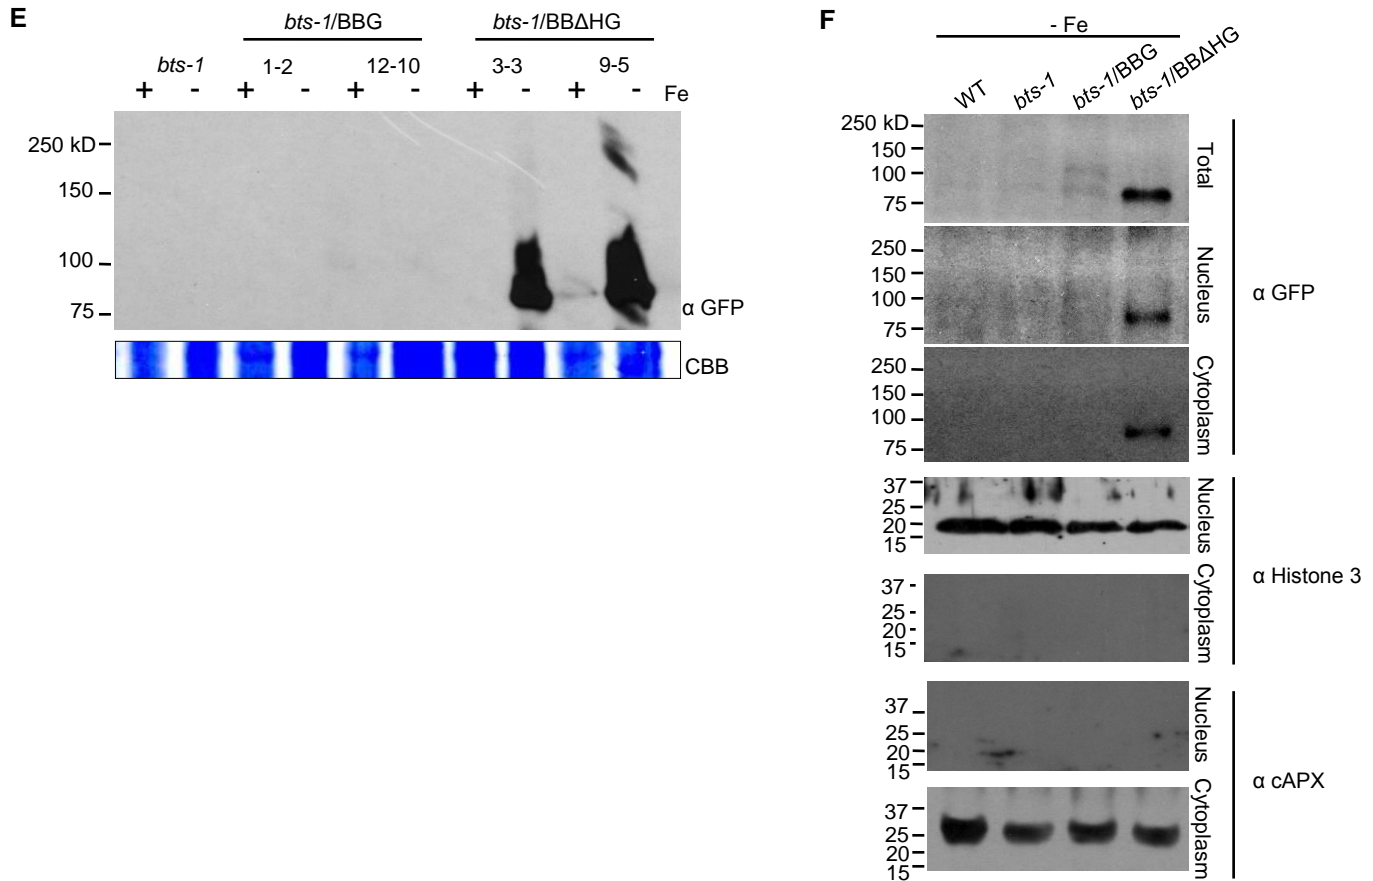 E
bts-1/BBG bts-1/BBΔHG
bts-1 1-2 12-10 3-3 9-5
+ - + - + - + - + - Fe
250 kD
150
100
75
α GFP
CBB
F
- Fe
WT bts-1 bts-1/BBG bts-1/BBΔHG
250 kD
150
100
75
Total
250
150
100
75
Nucleus
250
150
100
75
Cytoplasm
α GFP
37
25
20
15
Nucleus
37
25
20
15
Cytoplasm
α Histone 3
37
25
20
15
Nucleus
37
25
20
15
Cytoplasm
α cAPX